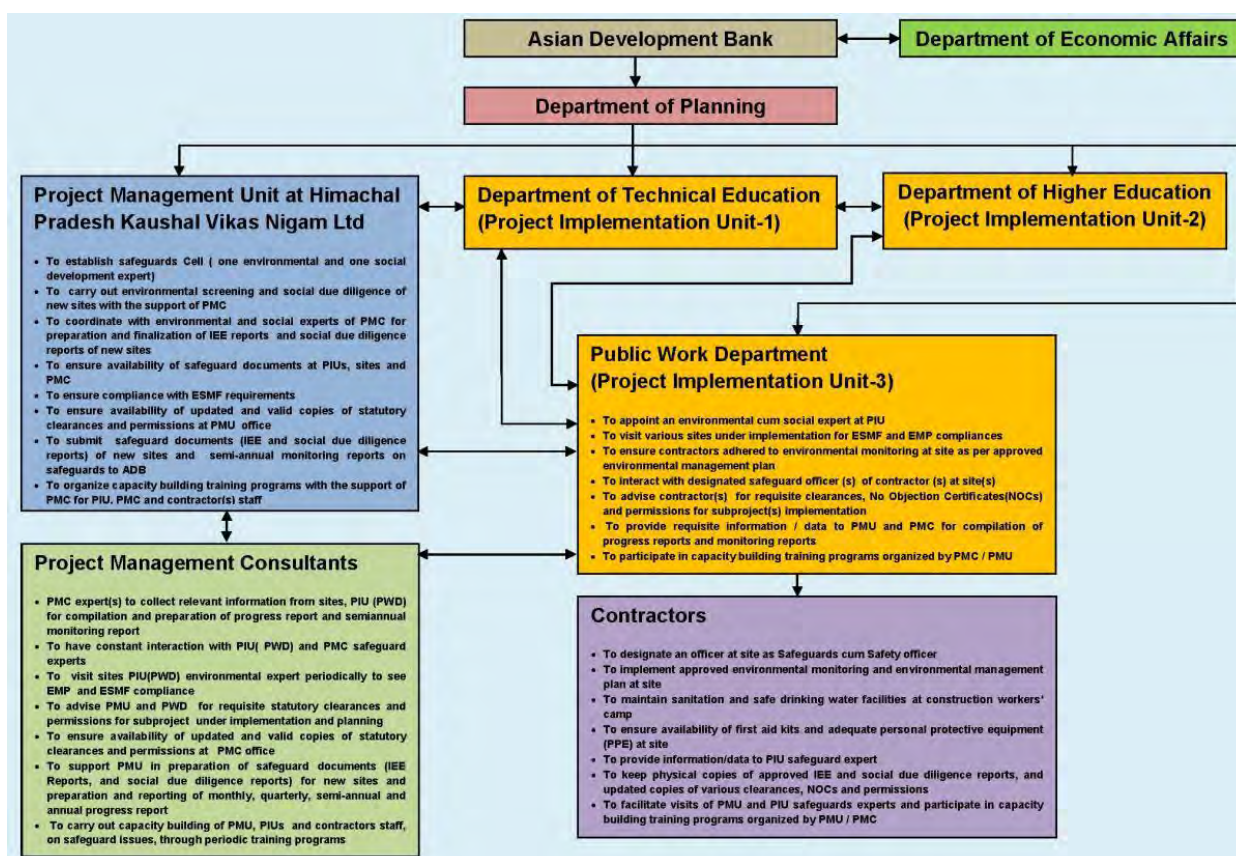 Asian Development Bank
Department of Economic Affairs
Department of Planning
Project Management Unit at Himachal
Pradesh Kaushal Vikas Nigam Ltd
• To establish safeguards Cell ( one environmental and one social
development expert)
• To carry out environmental screening and social due diligence of
new sites with the support of PMC
• To coordinate with environmental and social experts of PMC for
preparation and finalization of IEE reports and social due diligence
reports of new sites
• To ensure availability of safeguard documents at PIUs, sites and
PMC
• To ensure compliance with ESMF requirements
• To ensure availability of updated and valid copies of statutory
clearances and permissions at PMU office
• To submit safeguard documents (IEE and social due diligence
reports) of new sites and semi-annual monitoring reports on
safeguards to ADB
• To organize capacity building training programs with the support of
PMC for PIU, PMC and contractor(s) staff
Department of Technical Education
(Project Implementation Unit-1)
Department of Higher Education
(Project Implementation Unit-2)
Public Work Department
(Project Implementation Unit-3)
• To appoint an environmental cum social expert at PIU
• To visit various sites under implementation for ESMF and EMP compliances
• To ensure contractors adhered to environmental monitoring at site as per approved
environmental management plan
• To interact with designated safeguard officer (s) of contractor (s) at site(s)
• To advise contractor(s) for requisite clearances, No Objection Certificates(NOCs)
and permissions for subproject(s) implementation
• To provide requisite information / data to PMU and PMC for compilation of
progress reports and monitoring reports
• To participate in capacity building training programs organized by PMC / PMU
Project Management Consultants
• PMC expert(s) to collect relevant information from sites, PIU (PWD)
for compilation and preparation of progress report and semiannual
monitoring report
• To have constant interaction with PIU( PWD) and PMC safeguard
experts
• To visit sites PIU(PWD) environmental expert periodically to see
EMP and ESMF compliance
• To advise PMU and PWD for requisite statutory clearances and
permissions for subproject under implementation and planning
• To ensure availability of updated and valid copies of statutory
clearances and permissions at PMC office
• To support PMU in preparation of safeguard documents (IEE
Reports, and social due diligence reports) for new sites and
preparation and reporting of monthly, quarterly, semi-annual and
annual progress report
• To carry out capacity building of PMU, PIUs and contractors staff,
on safeguard issues, through periodic training programs
Contractors
• To designate an officer at site as Safeguards cum Safety officer
• To implement approved environmental monitoring and environmental management
plan at site
• To maintain sanitation and safe drinking water facilities at construction workers'
camp
• To ensure availability of first aid kits and adequate personal protective equipment
(PPE) at site
• To provide information/data to PIU safeguard expert
• To keep physical copies of approved IEE and social due diligence reports, and
updated copies of various clearances, NOCs and permissions
• To facilitate visits of PMU and PIU safeguards experts and participate in capacity
building training programs organized by PMU / PMC